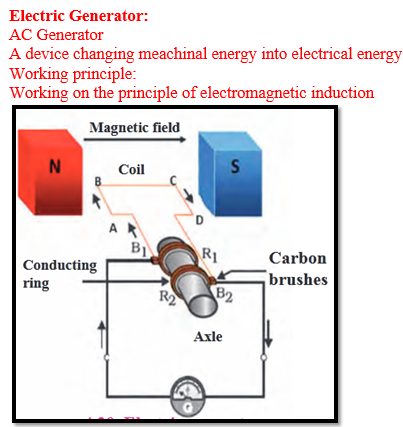 Electric Generator:
AC Generator
A device changing meachinal energy into electrical energy
Working principle:
Working on the principle of electromagnetic induction
Magnetic field
N
S
Coil
B
C
A
D
B1
R1
Conducting
ring
Carbon
brushes
R2
B2
Axle